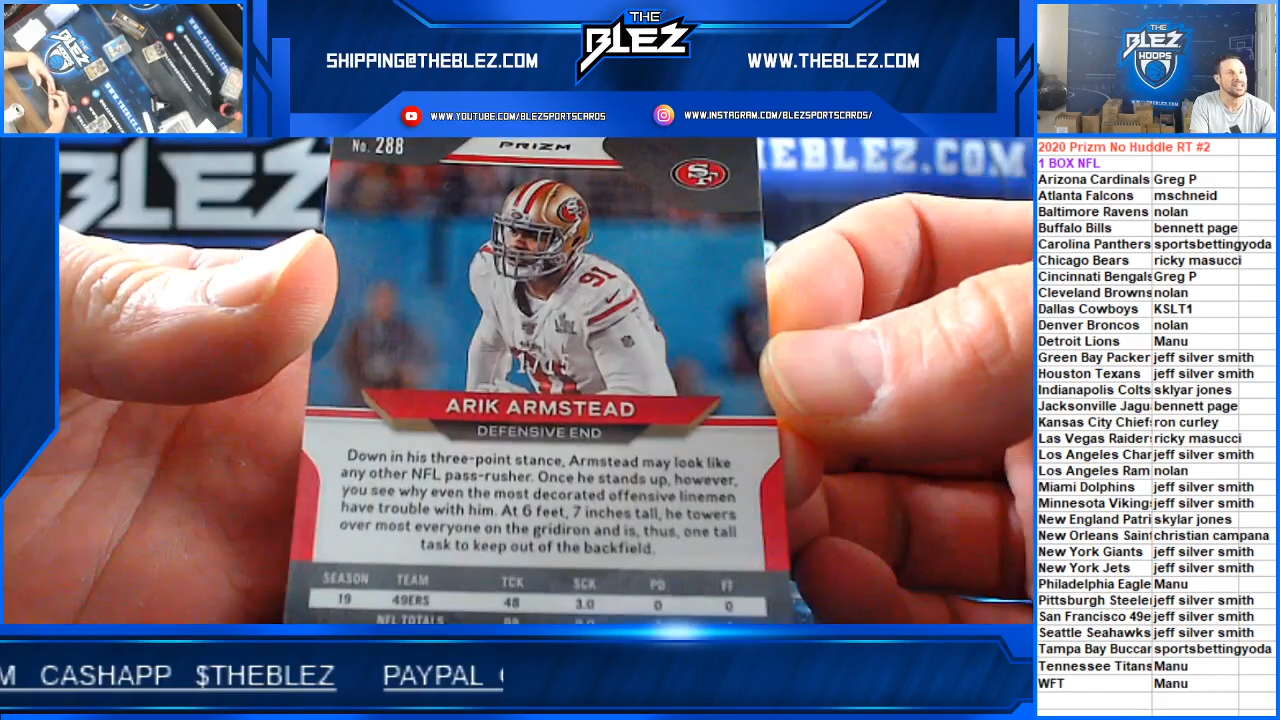 THE
BLEZ
SHIPPING@THEBLEZ.COM
WWW.THEBLEZ.COM
WWW.YOUTUBE.COM/BLEZSPORTSCARDS
WWW.INSTAGRAM.COM/BLEZSPORTSCARDS/
THE
BLEZ
HOOPS
No. 288
PRIZM
SF
91
ARIK ARMSTEAD
DEFENSIVE END
Down in his three-point stance, Armstead may look like
any other NFL pass-rusher. Once he stands up, however,
you see why even the most decorated offensive linemen
have trouble with him. At 6 feet, 7 inches tall, he towers
over most everyone on the gridiron and is, thus, one tall
task to keep out of the backfield.
SEASON TEAM TCK SCK PD FT
19 49ERS 48 3.0 0 0
NFL TOTALS
EBLEZ.COM
2020 Prizm No Huddle RT #2
1 BOX NFL
Arizona Cardinals Greg P
Atlanta Falcons mschneid
Baltimore Ravens nolan
Buffalo Bills bennett page
Carolina Panthers sportsbettingyoda
Chicago Bears ricky masucci
Cincinnati Bengals Greg P
Cleveland Browns nolan
Dallas Cowboys KSLT1
Denver Broncos nolan
Detroit Lions Manu
Green Bay Packer jeff silver smith
Houston Texans jeff silver smith
Indianapolis Colts sklyar jones
Jacksonville Jagu bennett page
Kansas City Chief ron curley
Las Vegas Raider ricky masucci
Los Angeles Char jeff silver smith
Los Angeles Ram nolan
Miami Dolphins jeff silver smith
Minnesota Viking jeff silver smith
New England Patri skylar jones
New Orleans Saint christian campana
New York Giants jeff silver smith
New York Jets jeff silver smith
Philadelphia Eagle Manu
Pittsburgh Steele jeff silver smith
San Francisco 49e jeff silver smith
Seattle Seahawks jeff silver smith
Tampa Bay Buccar sportsbettingyoda
Tennessee Titans Manu
WFT Manu
M CASHAPP $THEBLEZ PAYPAL